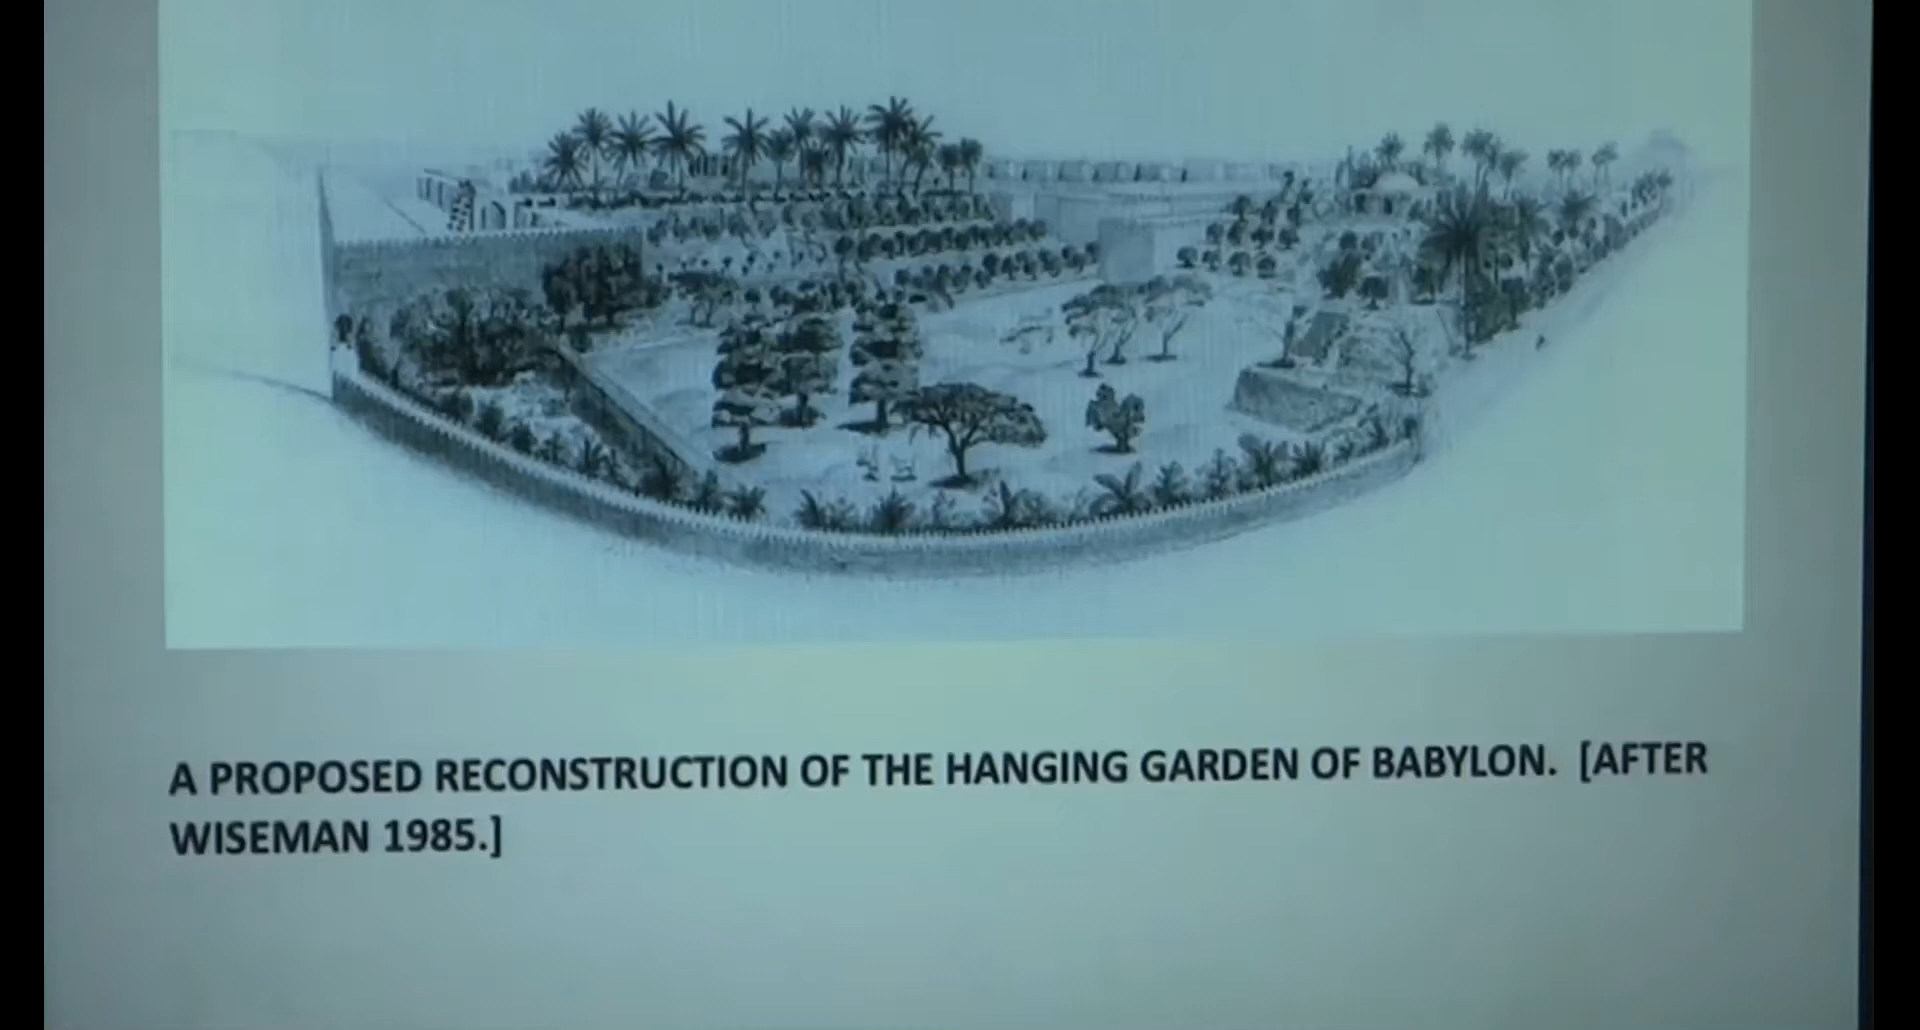 A PROPOSED RECONSTRUCTION OF THE HANGING GARDEN OF BABYLON. [AFTER
WISEMAN 1985.]